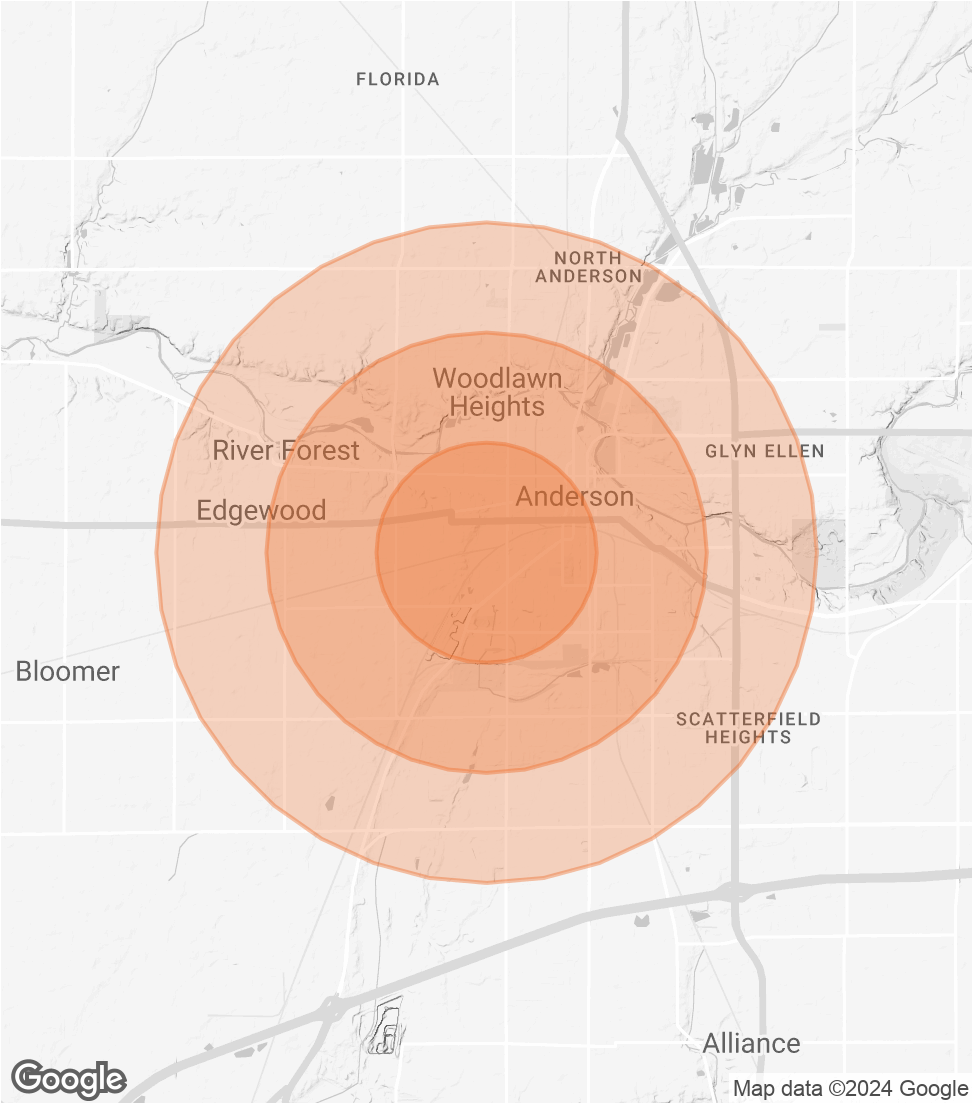 FLORIDA
NORTH
ANDERSON
Woodlawn
Heights
River Forest
GLYN ELLEN
Anderson
Edgewood
Bloomer
SCATTERFIELD
HEIGHTS
Alliance
Google
Map data ©2024 Google